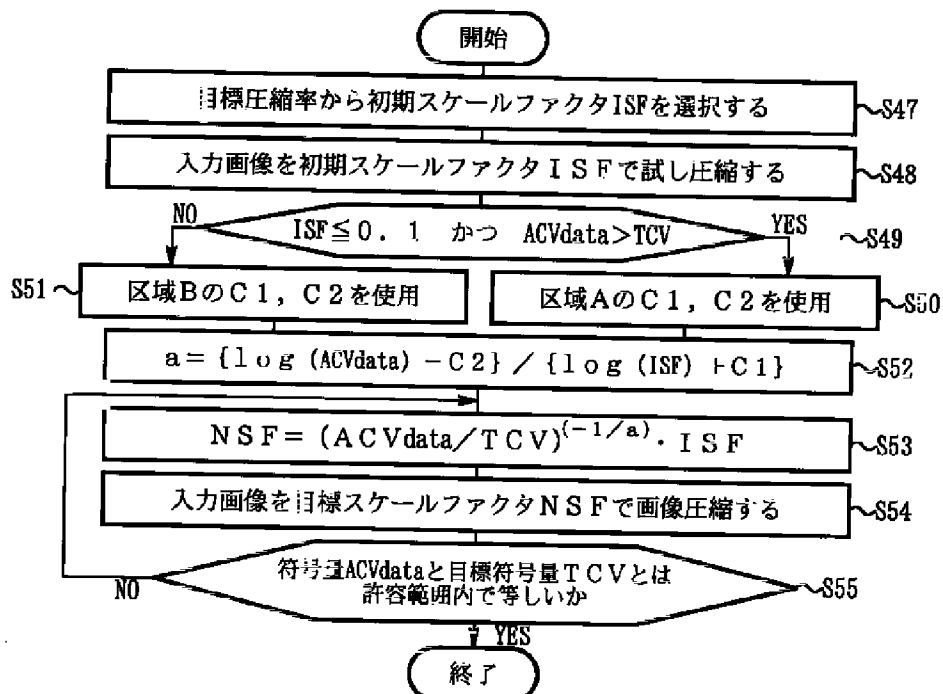 開始
目標圧縮率から初期スケールファクタISFを選択する
S47
入力画像を初期スケールファクタISFで試し圧縮する
S48
NO
ISF≦0.1 かつ ACVdata>TCV
YES
S49
S51
区域BのC1,C2を使用
区域AのC1,C2を使用
S50
a={log(ACVdata)-C2}/{log(ISF)+C1}
S52
NSF=(ACVdata/TCV)^(-1/a)・ISF
S53
入力画像を目標スケールファクタNSFで画像圧縮する
S54
符号量ACVdataと目標符号量TCVとは
許容範囲内で等しいか
NO
S55
YES
終了